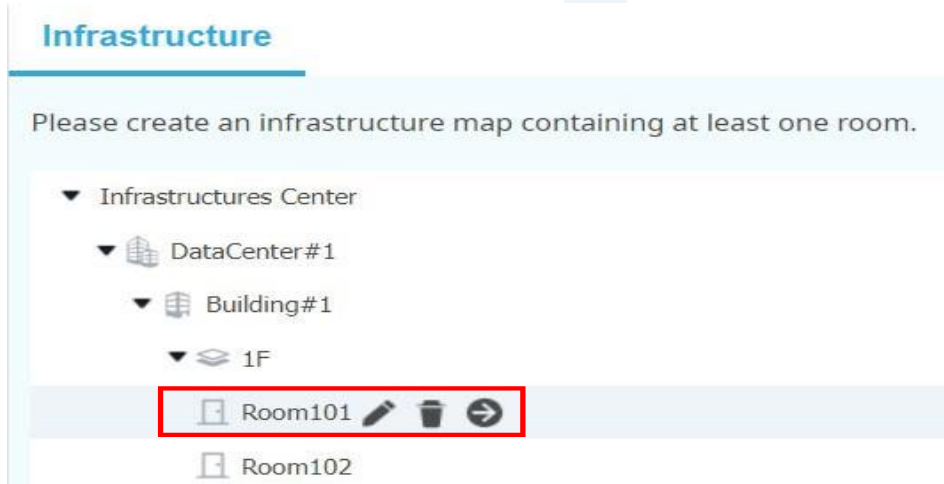 Infrastructure
Please create an infrastructure map containing at least one room.
Infrastructures Center
DataCenter#1
Building#1
1F
Room101
Room102